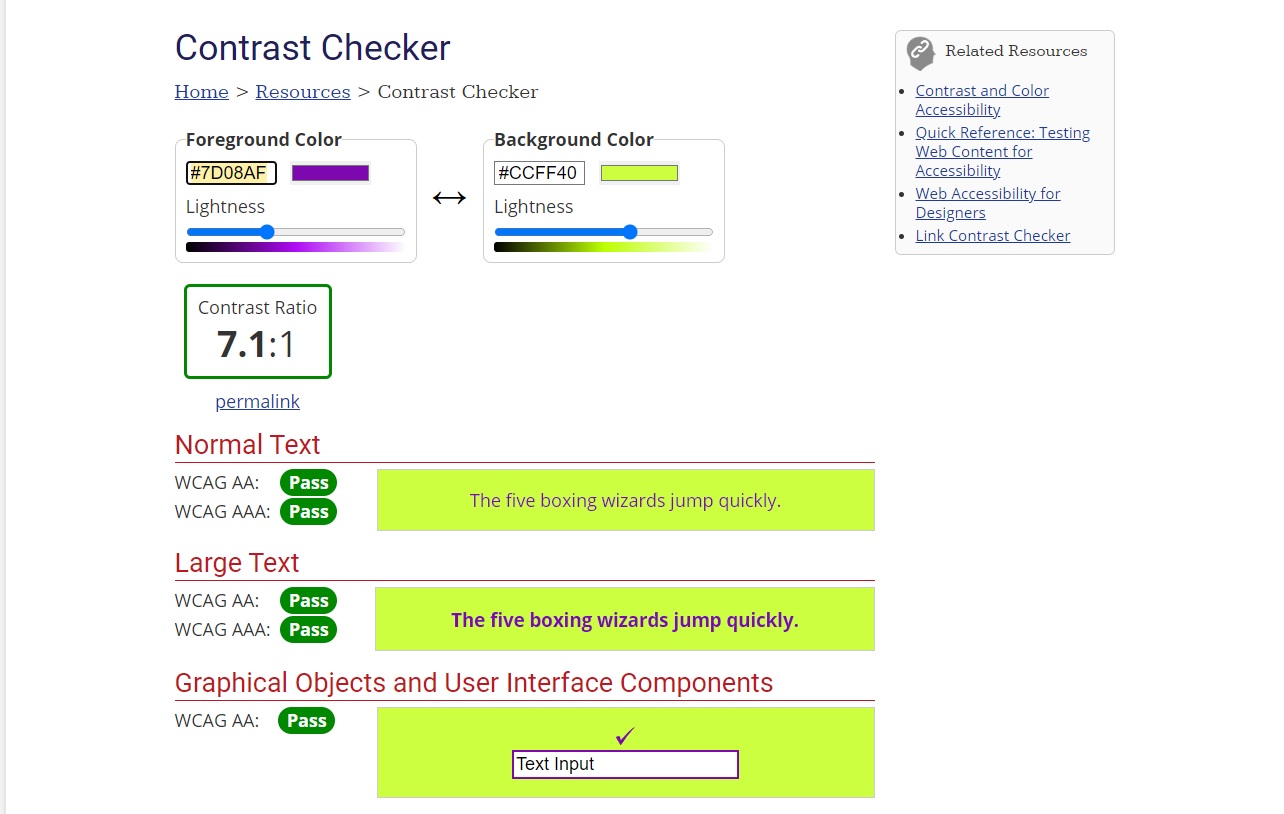 Contrast Checker
Home > Resources > Contrast Checker
Foreground Color
#7D08AF
Lightness
Background Color
#CCFF40
Lightness
Contrast Ratio
7.1:1
permalink
Normal Text
WCAG AA: Pass
WCAG AAA: Pass
The five boxing wizards jump quickly.
Large Text
WCAG AA: Pass
WCAG AAA: Pass
The five boxing wizards jump quickly.
Graphical Objects and User Interface Components
WCAG AA: Pass
✓
Text Input
Related Resources
Contrast and Color
Accessibility
Quick Reference: Testing
Web Content for
Accessibility
Web Accessibility for
Designers
Link Contrast Checker